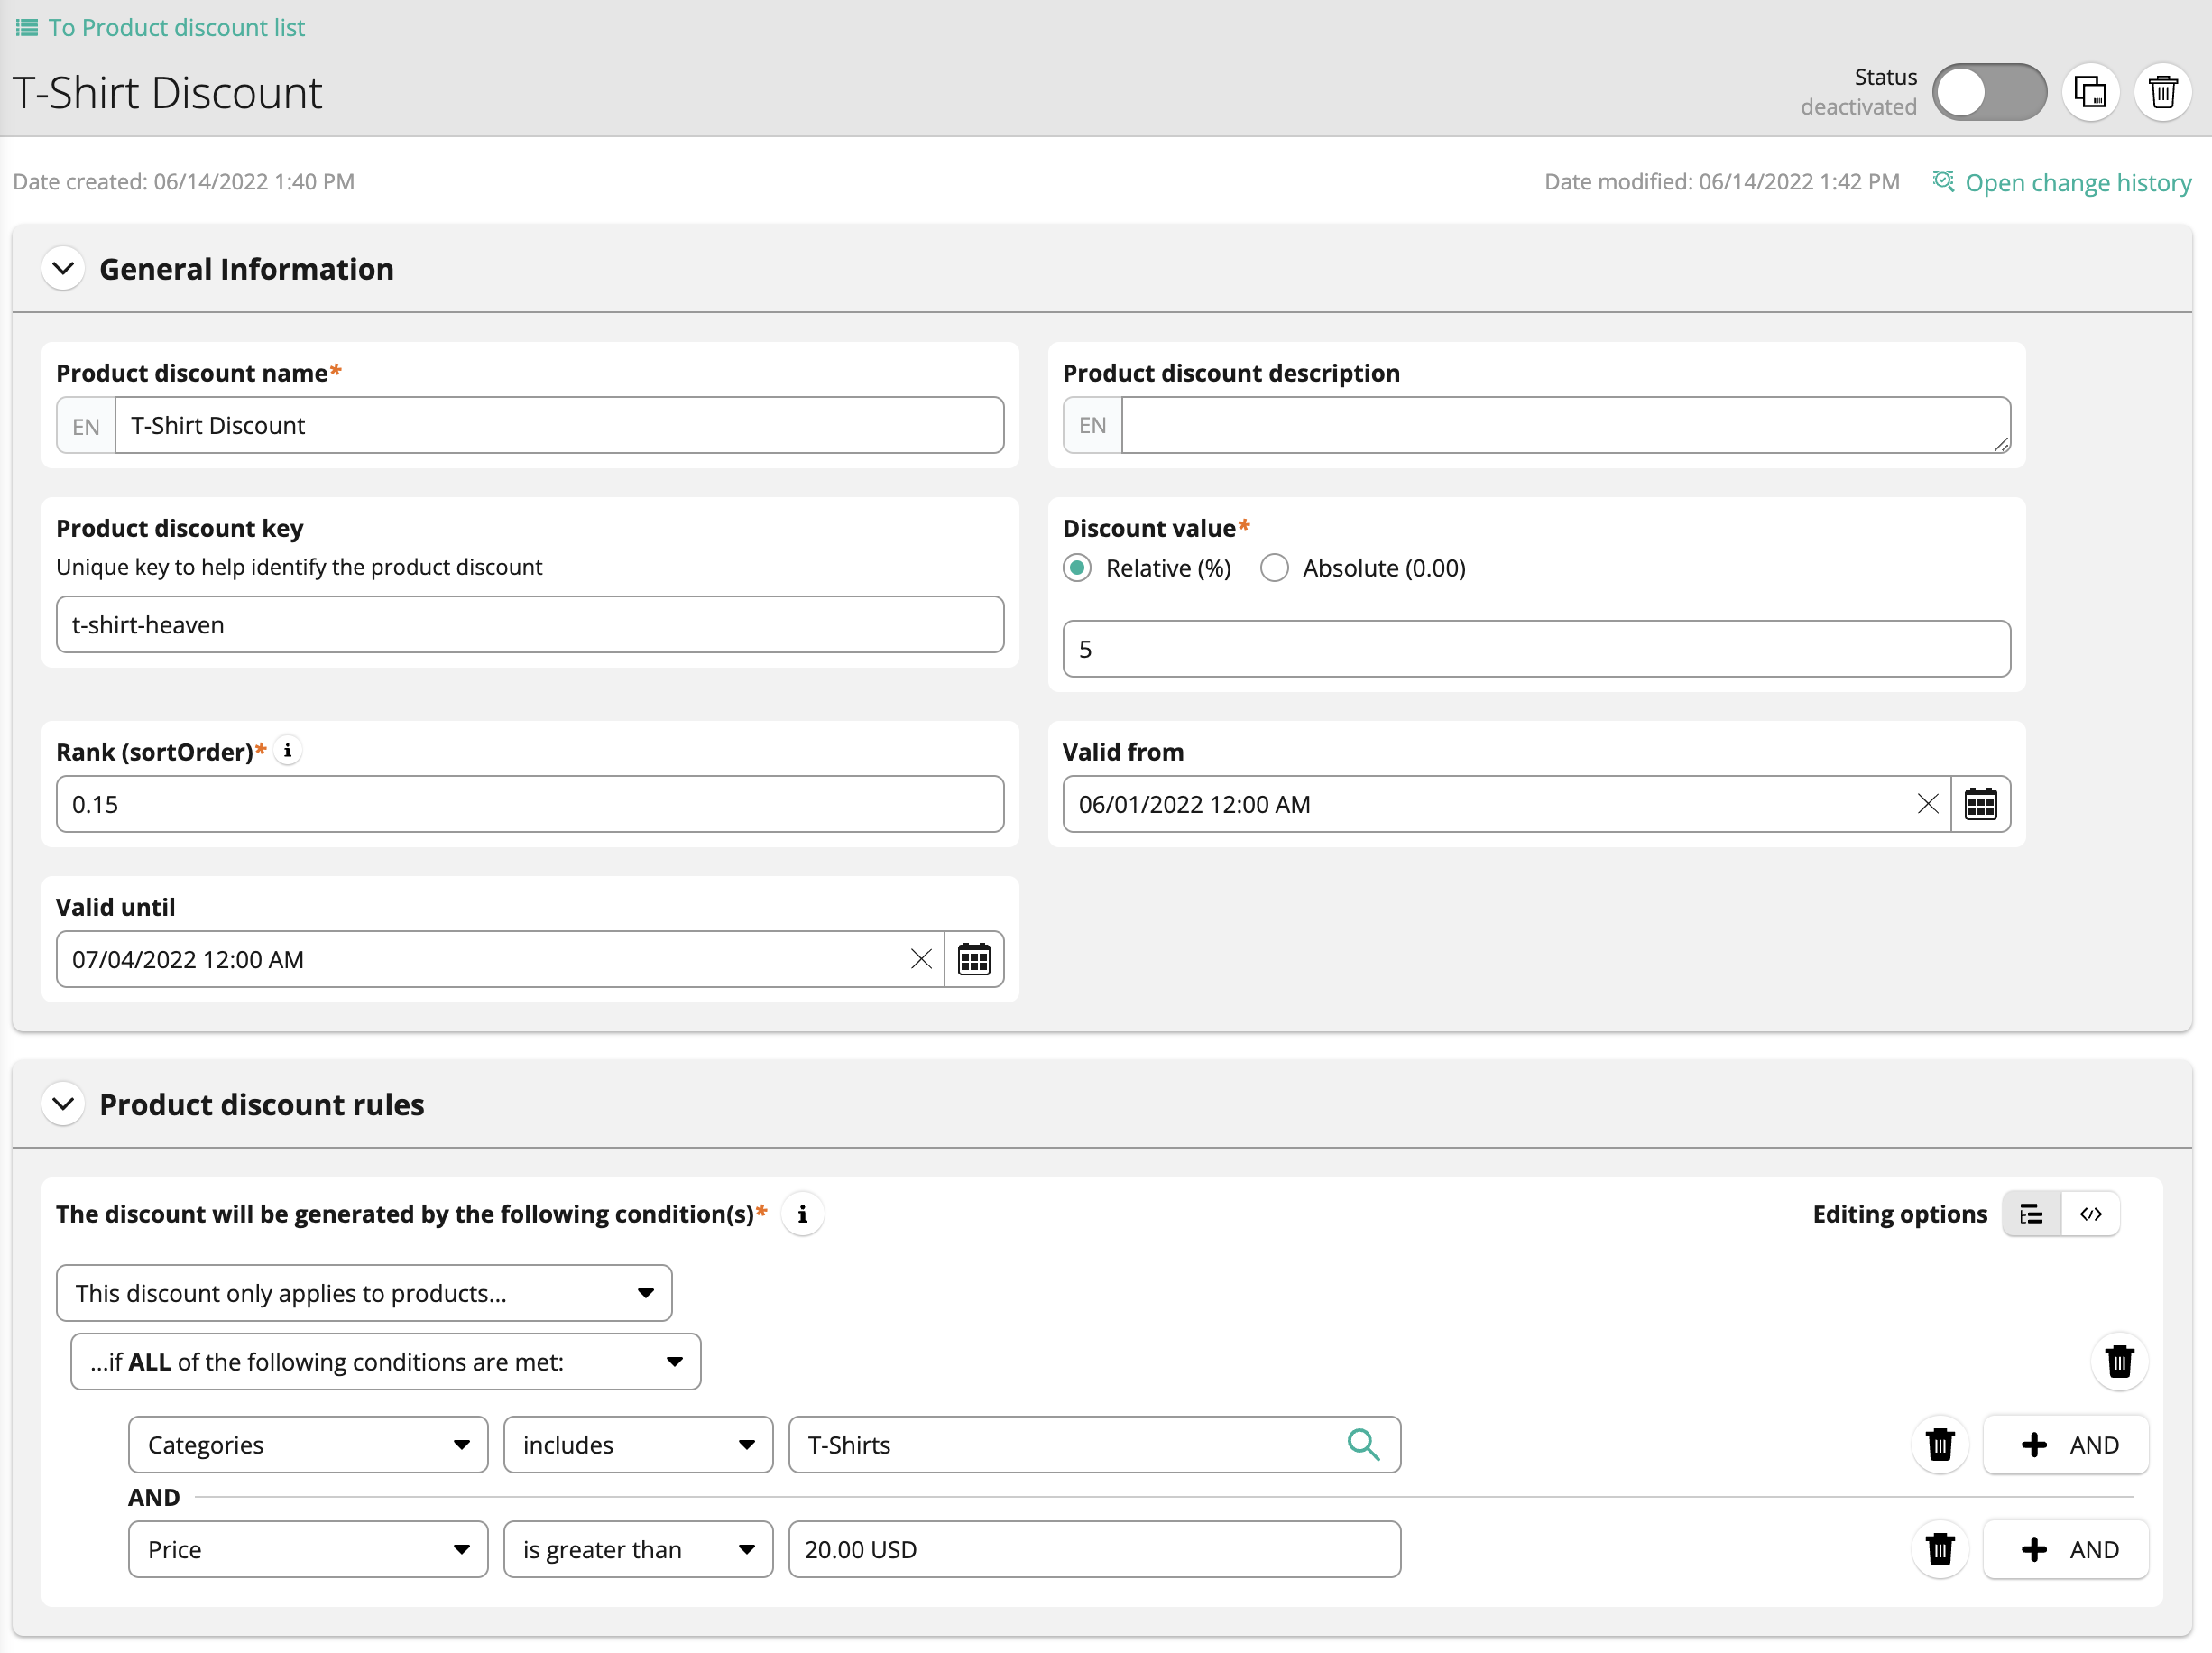 To Product discount list
T-Shirt Discount
Status
deactivated
Date created: 06/14/2022 1:40 PM
Date modified: 06/14/2022 1:42 PM
Open change history
General Information
Product discount name*
EN
T-Shirt Discount
Product discount description
EN
Product discount key
Unique key to help identify the product discount
t-shirt-heaven
Discount value*
Relative (%)
Absolute (0.00)
5
Rank (sortOrder)*
0.15
Valid from
06/01/2022 12:00 AM
Valid until
07/04/2022 12:00 AM
Product discount rules
The discount will be generated by the following condition(s)*
Editing options
This discount only applies to products...
...if ALL of the following conditions are met:
Categories
includes
T-Shirts
AND
AND
Price
is greater than
20.00 USD
AND